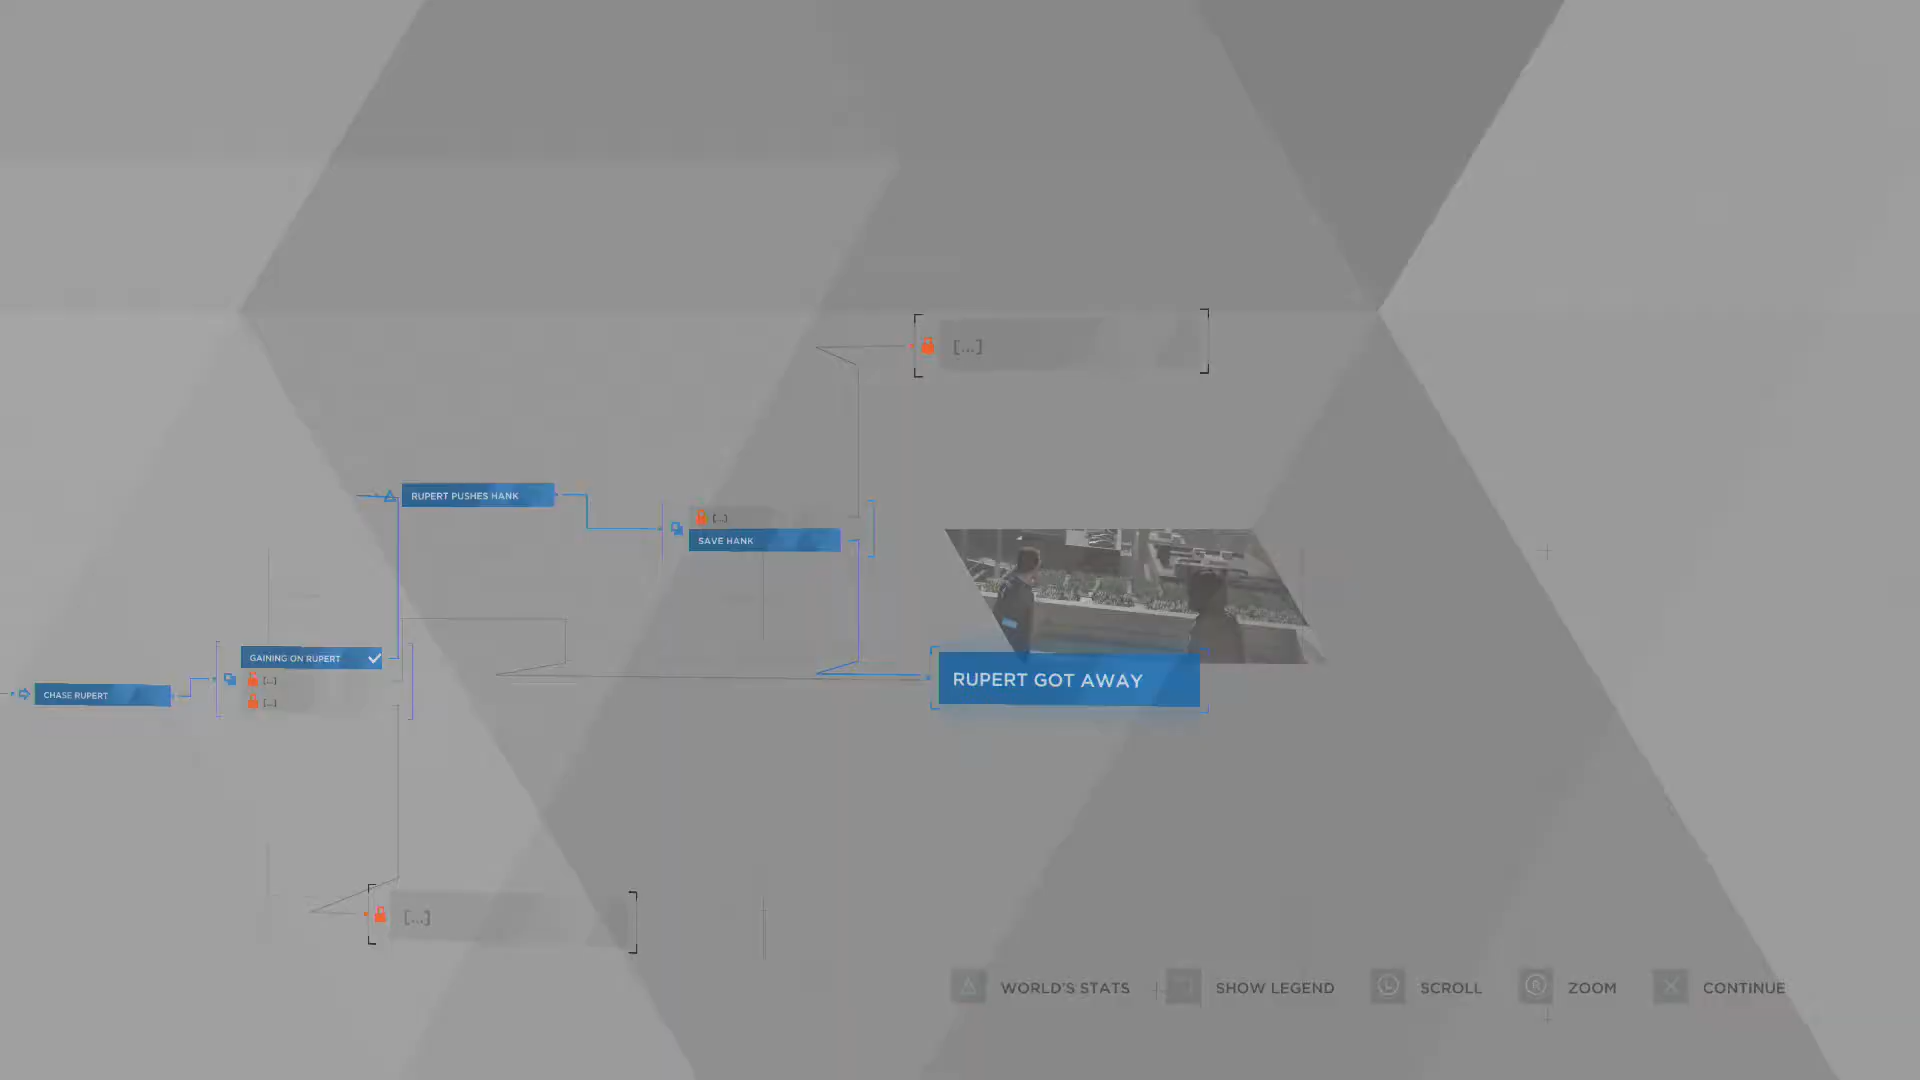 [...]
RUPERT PUSHES HANK
[...]
SAVE HANK
GAINING ON RUPERT
[...]
[...]
CHASE RUPERT
RUPERT GOT AWAY
[...]
WORLD'S STATS
SHOW LEGEND
L
SCROLL
R
ZOOM
CONTINUE